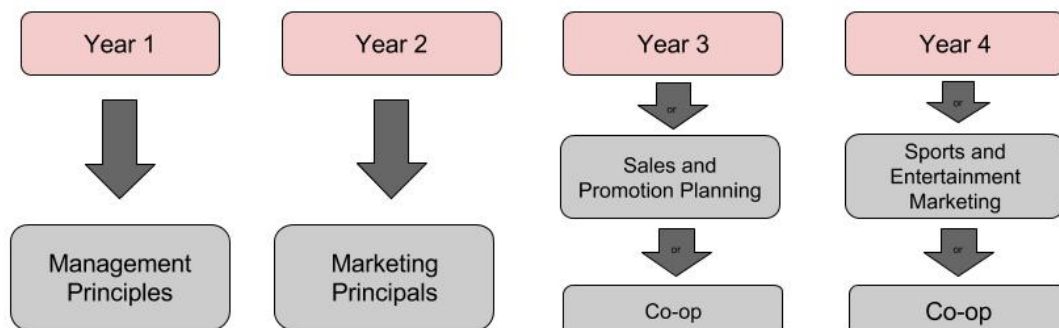 Year 1
Year 2
Year 3
Year 4
or
or
Sales and
Promotion Planning
Sports and
Entertainment
Marketing
Management
Principles
Marketing
Principals
or
or
Co-op
Co-op